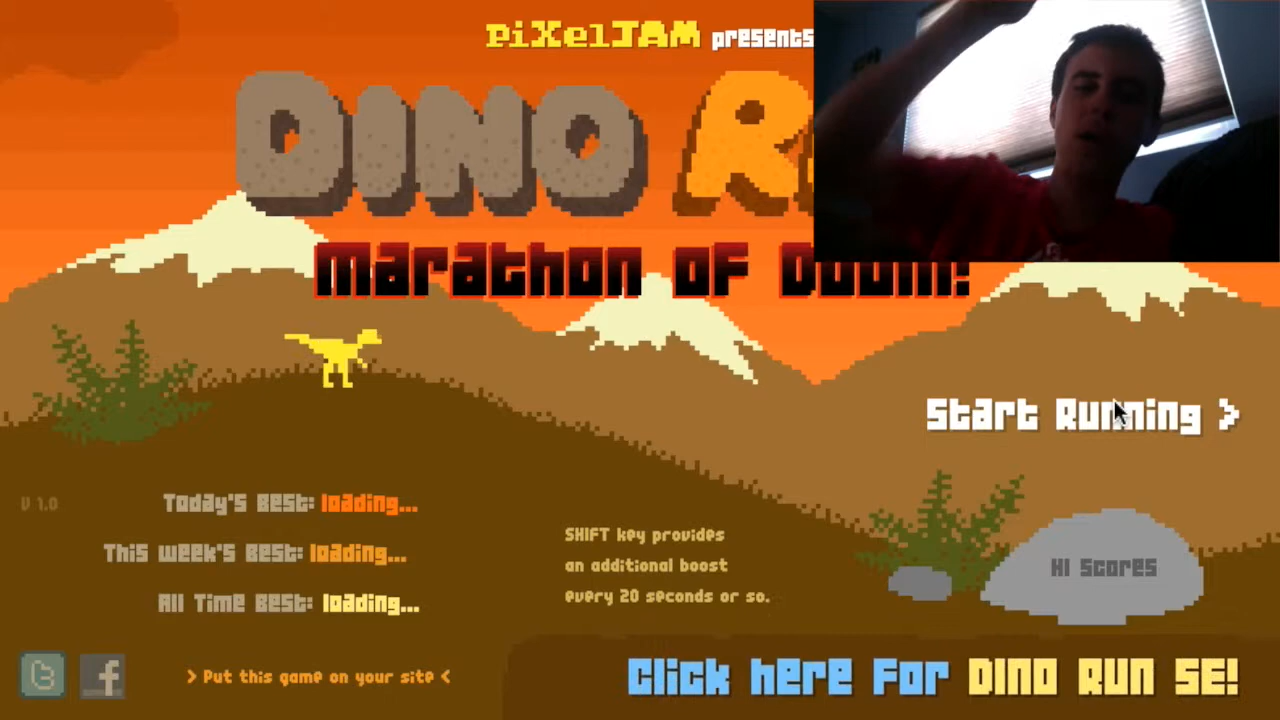 PiXelJAM presents
DINO R
Marathon of Doom!
Start Running >
V 1.0
Today's Best: loading...
This Week's Best: loading...
All Time Best: loading...
SHIFT key provides
an additional boost
every 20 seconds or so.
HI Scores
> Put this game on your site <
Click here for DINO RUN SE!